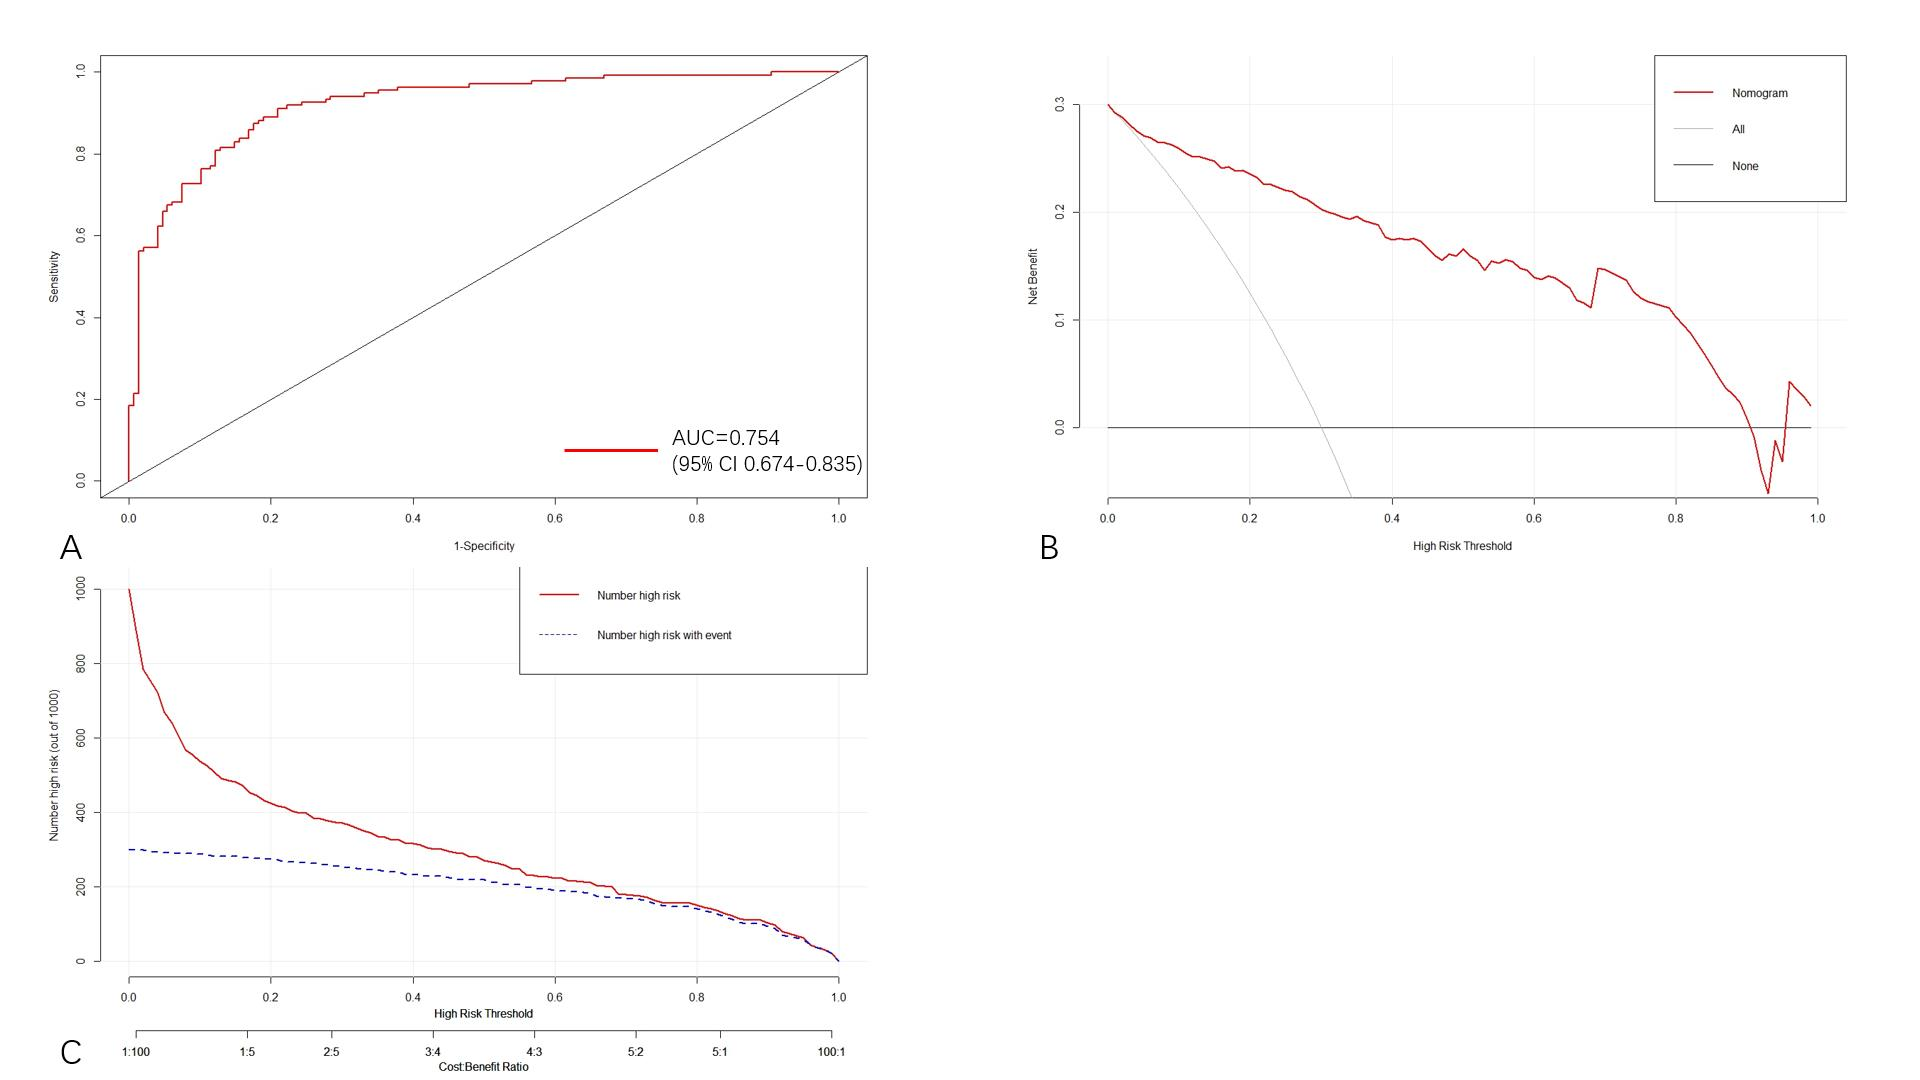 1.0
0.8
0.6
0.4
0.2
0.0
Sensitivity
AUC=0.754
(95% CI 0.674-0.835)
0.0 0.2 0.4 0.6 0.8 1.0
1-Specificity
A
0.3
0.2
0.1
0.0
Net Benefit
Nomogram
All
None
0.0 0.2 0.4 0.6 0.8 1.0
High Risk Threshold
B
1000
800
600
400
200
0
Number high risk (out of 1000)
Number high risk
Number high risk with event
0.0 0.2 0.4 0.6 0.8 1.0
High Risk Threshold
1:100 1:5 2:5 3:4 4:3 5:2 5:1 100:1
Cost:Benefit Ratio
C